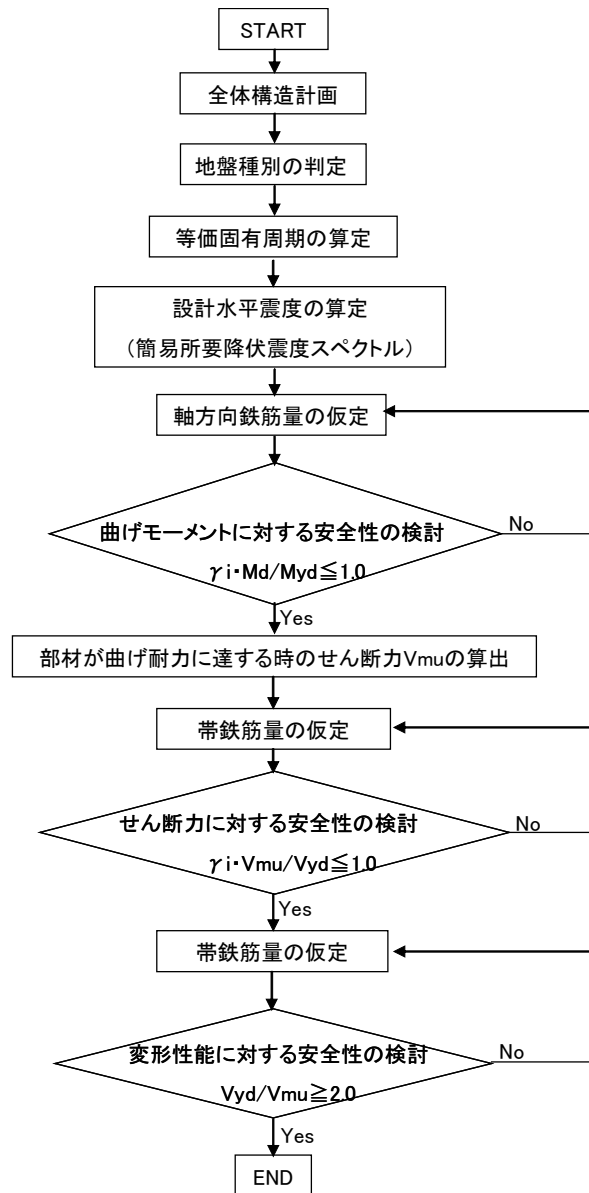 START
全体構造計画
地盤種別の判定
等価固有周期の算定
設計水平震度の算定
（簡易所要降伏震度スペクトル）
軸方向鉄筋量の仮定
曲げモーメントに対する安全性の検討
γi・Md/Myd≦1.0
No
Yes
部材が曲げ耐力に達する時のせん断力Vmuの算出
帯鉄筋量の仮定
せん断力に対する安全性の検討
γi・Vmu/Vyd≦1.0
No
Yes
帯鉄筋量の仮定
変形性能に対する安全性の検討
Vyd/Vmu≧2.0
No
Yes
END